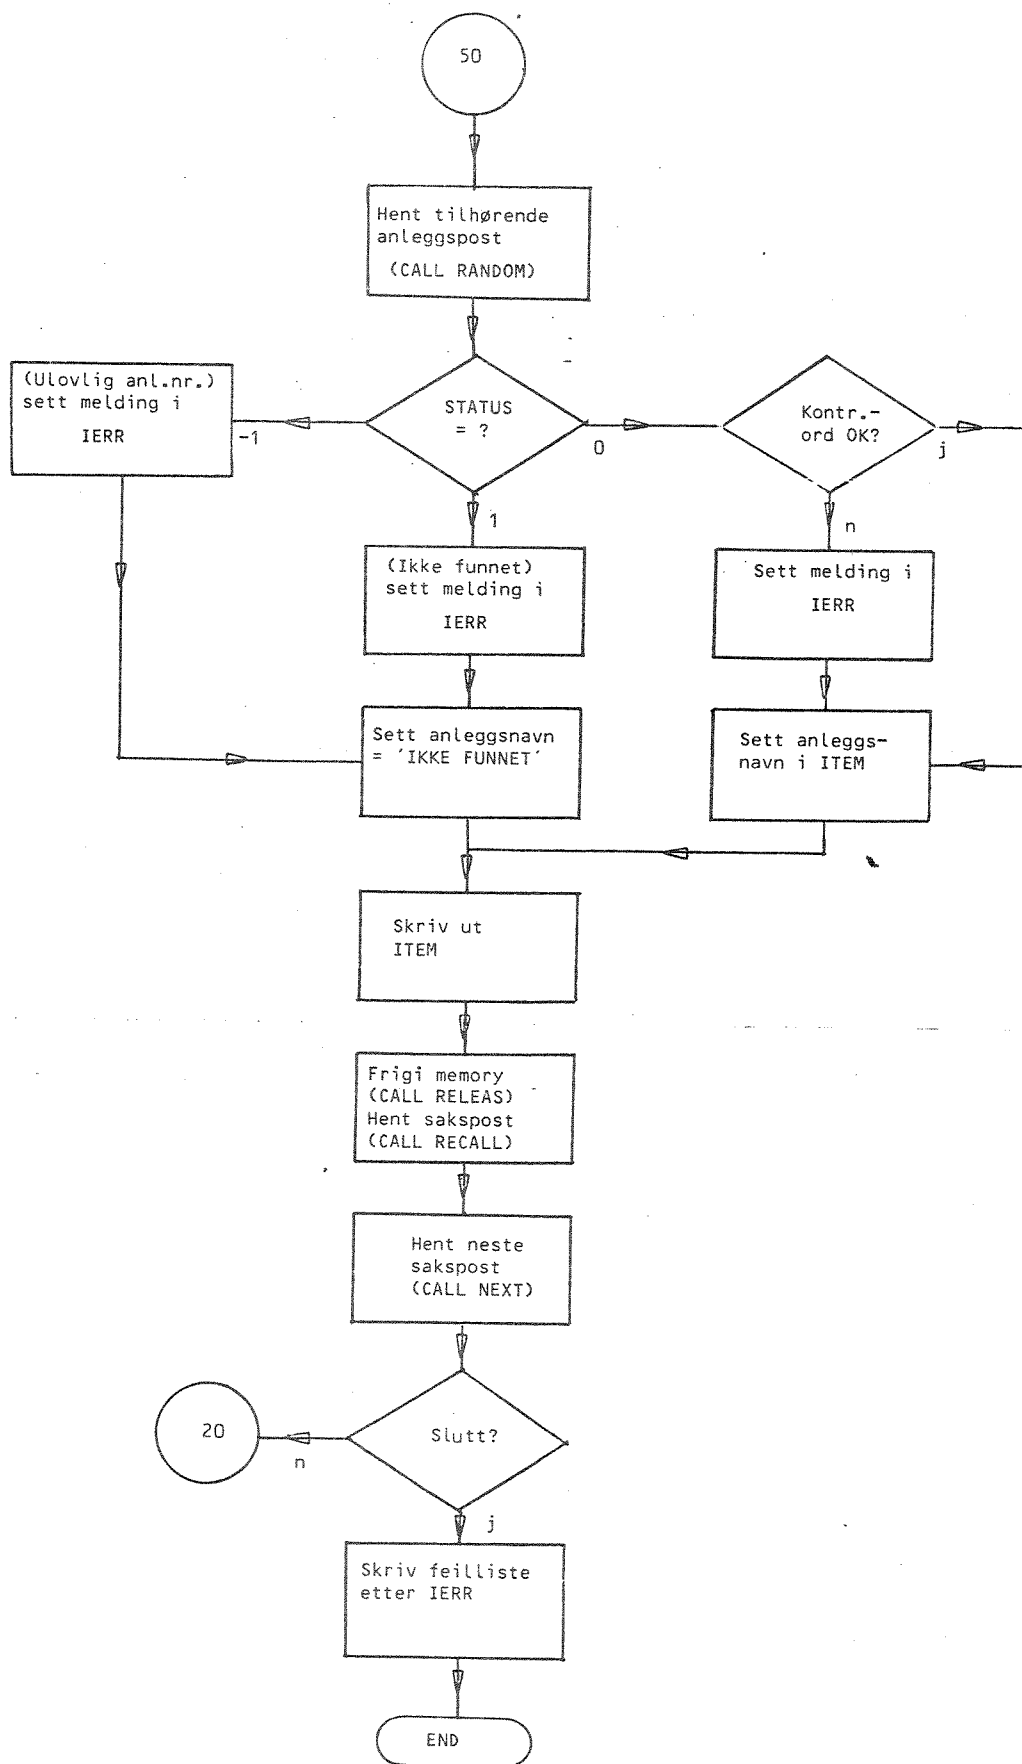 50
Hent tilhørende
anleggspost
(CALL RANDOM)
(Ulovlig anl.nr.)
sett melding i
IERR
-1
STATUS
= ?
0
Kontr.-
ord OK?
j
1
n
(Ikke funnet)
sett melding i
IERR
Sett melding i
IERR
Sett anleggsnavn
= ´IKKE FUNNET´
Sett anleggs-
navn i ITEM
Skriv ut
ITEM
Frigi memory
(CALL RELEAS)
Hent sakspost
(CALL RECALL)
Hent neste
sakspost
(CALL NEXT)
20
n
Slutt?
j
Skriv feilliste
etter IERR
END